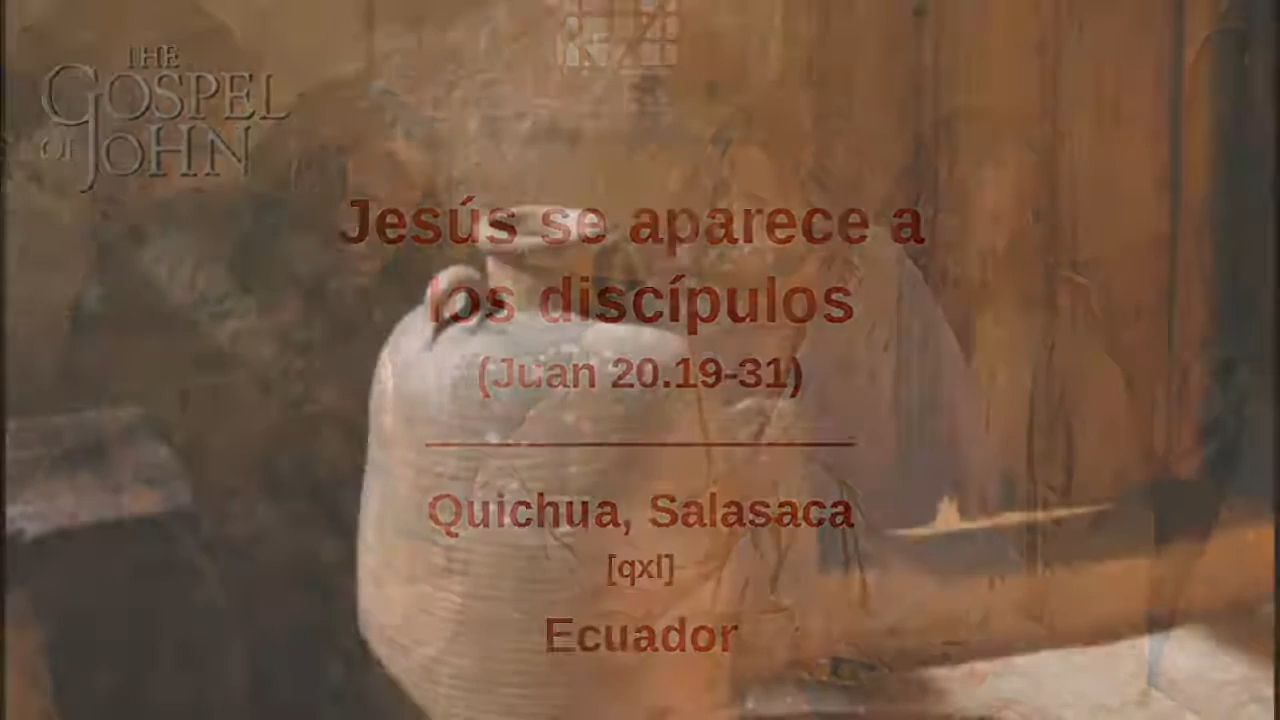 THE
GOSPEL
OF JOHN
Jesús se aparece a
los discípulos
(Juan 20.19-31)
Quichua, Salasaca
[qxl]
Ecuador